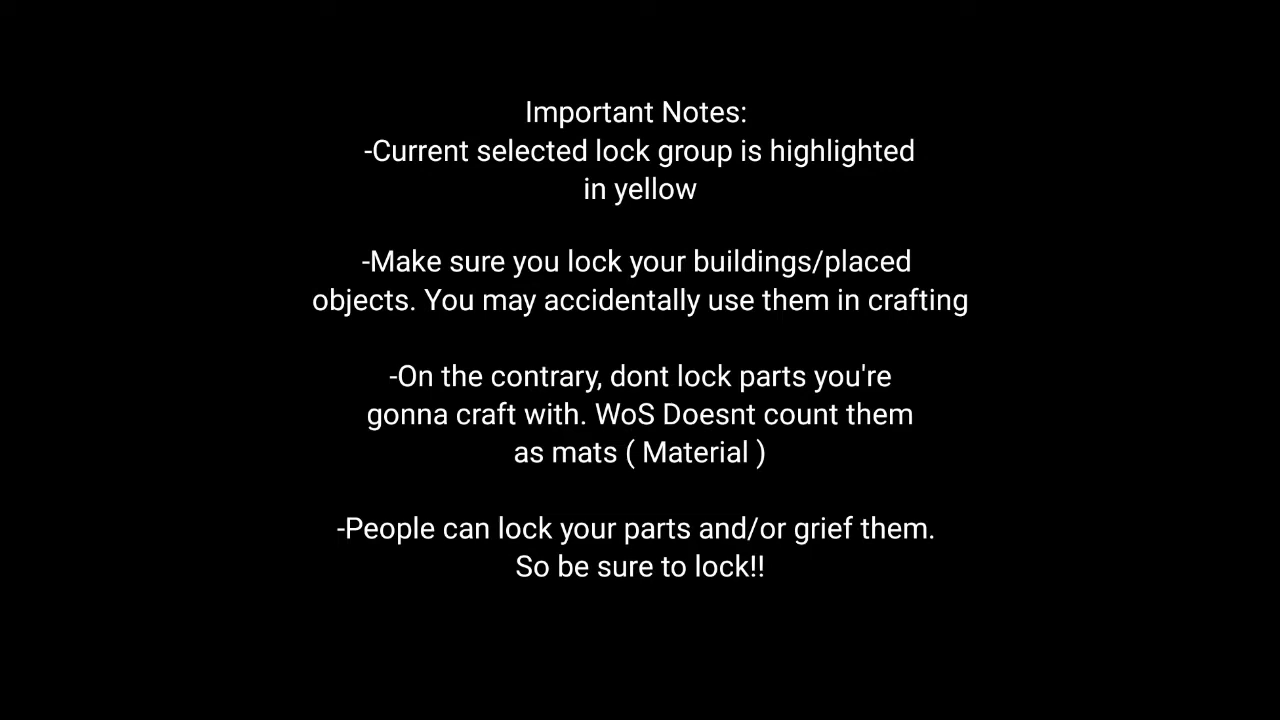 Important Notes:
-Current selected lock group is highlighted
in yellow
-Make sure you lock your buildings/placed
objects. You may accidentally use them in crafting
-On the contrary, dont lock parts you're
gonna craft with. WoS Doesnt count them
as mats ( Material )
-People can lock your parts and/or grief them.
So be sure to lock!!